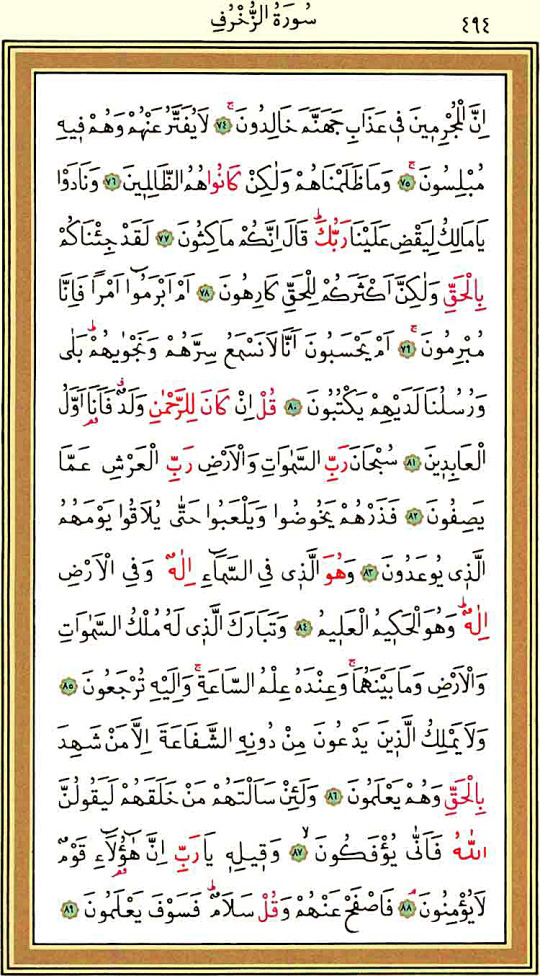 سُورَةُ الزُّخْرُفِ ٤٩٤
اِنَّ الْمُجْرِمٖينَ فٖى عَذَابِ جَهَنَّمَ خَالِدُونَۚ ﴿٧٤﴾ لَا يُفَتَّرُ عَنْهُمْ وَهُمْ فٖيهِ
مُبْلِسُونَۚ ﴿٧٥﴾ وَمَا ظَلَمْنَاهُمْ وَلٰكِنْ كَانُوا هُمُ الظَّالِمٖينَ ﴿٧٦﴾ وَنَادَوْا
يَا مَالِكُ لِيَقْضِ عَلَيْنَا رَبُّكَؕ قَالَ اِنَّكُمْ مَاكِثُونَ ﴿٧٧﴾ لَقَدْ جِئْنَاكُمْ
بِالْحَقِّ وَلٰكِنَّ اَكْثَرَكُمْ لِلْحَقِّ كَارِهُونَ ﴿٧٨﴾ اَمْ اَبْرَمُٓوا اَمْرًا فَاِنَّا
مُبْرِمُونَۚ ﴿٧٩﴾ اَمْ يَحْسَبُونَ اَنَّا لَا نَسْمَعُ سِرَّهُمْ وَنَجْوٰيهُمْؕ بَلٰى
وَرُسُلُنَا لَدَيْهِمْ يَكْتُبُونَ ﴿٨٠﴾ قُلْ اِنْ كَانَ لِلرَّحْمٰنِ وَلَدٌۗ فَاَنَا۬ اَوَّلُ
الْعَابِدٖينَ ﴿٨١﴾ سُبْحَانَ رَبِّ السَّمٰوَاتِ وَالْاَرْضِ رَبِّ الْعَرْشِ عَمَّا
يَصِفُونَ ﴿٨٢﴾ فَذَرْهُمْ يَخُوضُوا وَيَلْعَبُوا حَتّٰى يُلَاقُوا يَوْمَهُمُ
الَّذٖى يُوعَدُونَ ﴿٨٣﴾ وَهُوَ الَّذٖى فِى السَّمَٓاءِ اِلٰهٌ وَفِى الْاَرْضِ
اِلٰهٌؕ وَهُوَ الْحَكٖيمُ الْعَلٖيمُ ﴿٨٤﴾ وَتَبَارَكَ الَّذٖى لَهُ مُلْكُ السَّمٰوَاتِ
وَالْاَرْضِ وَمَا بَيْنَهُمَاۚ وَعِنْدَهُ عِلْمُ السَّاعَةِۚ وَاِلَيْهِ تُرْجَعُونَ ﴿٨٥﴾
وَلَا يَمْلِكُ الَّذٖينَ يَدْعُونَ مِنْ دُونِهِ الشَّفَاعَةَ اِلَّا مَنْ شَهِدَ
بِالْحَقِّ وَهُمْ يَعْلَمُونَ ﴿٨٦﴾ وَلَئِنْ سَاَلْتَهُمْ مَنْ خَلَقَهُمْ لَيَقُولُنَّ
اللّٰهُ فَاَنّٰى يُؤْفَكُونَۙ ﴿٨٧﴾ وَقٖيلِهٖ يَا رَبِّ اِنَّ هٰٓؤُ۬لَٓاءِ قَوْمٌ
لَا يُؤْمِنُونَۘ ﴿٨٨﴾ فَاصْفَحْ عَنْهُمْ وَقُلْ سَلَامٌؕ فَسَوْفَ يَعْلَمُونَ ﴿٨٩﴾